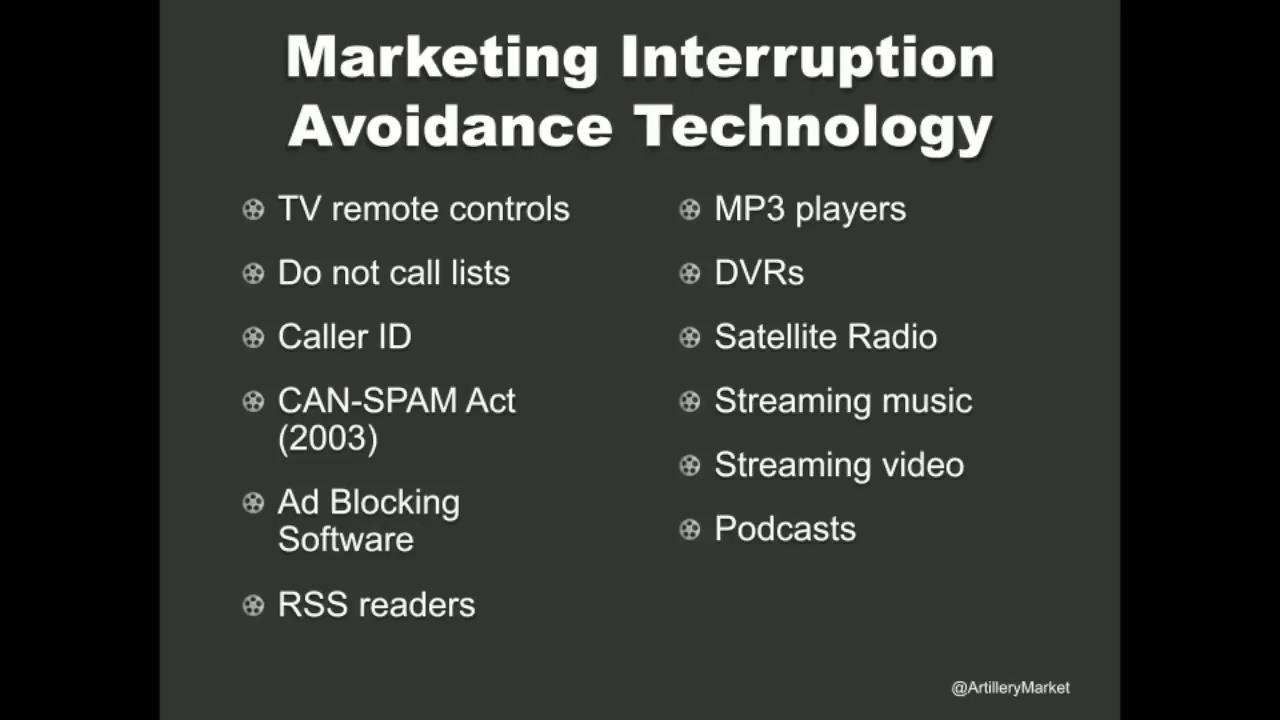 Marketing Interruption
Avoidance Technology
TV remote controls
Do not call lists
Caller ID
CAN-SPAM Act
(2003)
Ad Blocking
Software
RSS readers
MP3 players
DVRs
Satellite Radio
Streaming music
Streaming video
Podcasts
@ArtilleryMarket